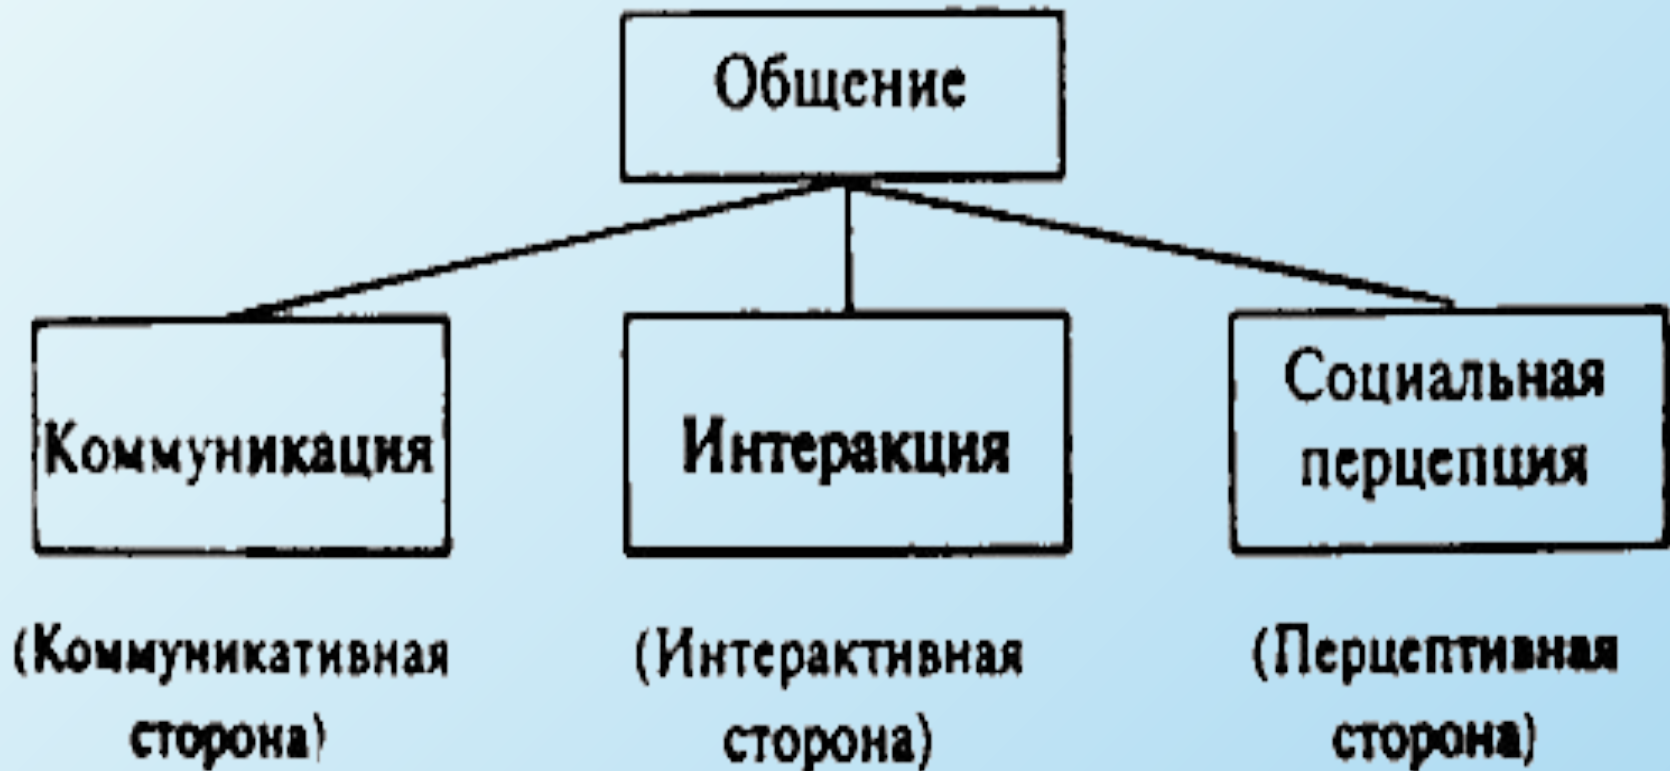 Общение
Коммуникация
Интеракция
Социальная
перцепция
(Коммуникативная
сторона)
(Интерактивная
сторона)
(Перцептивная
сторона)